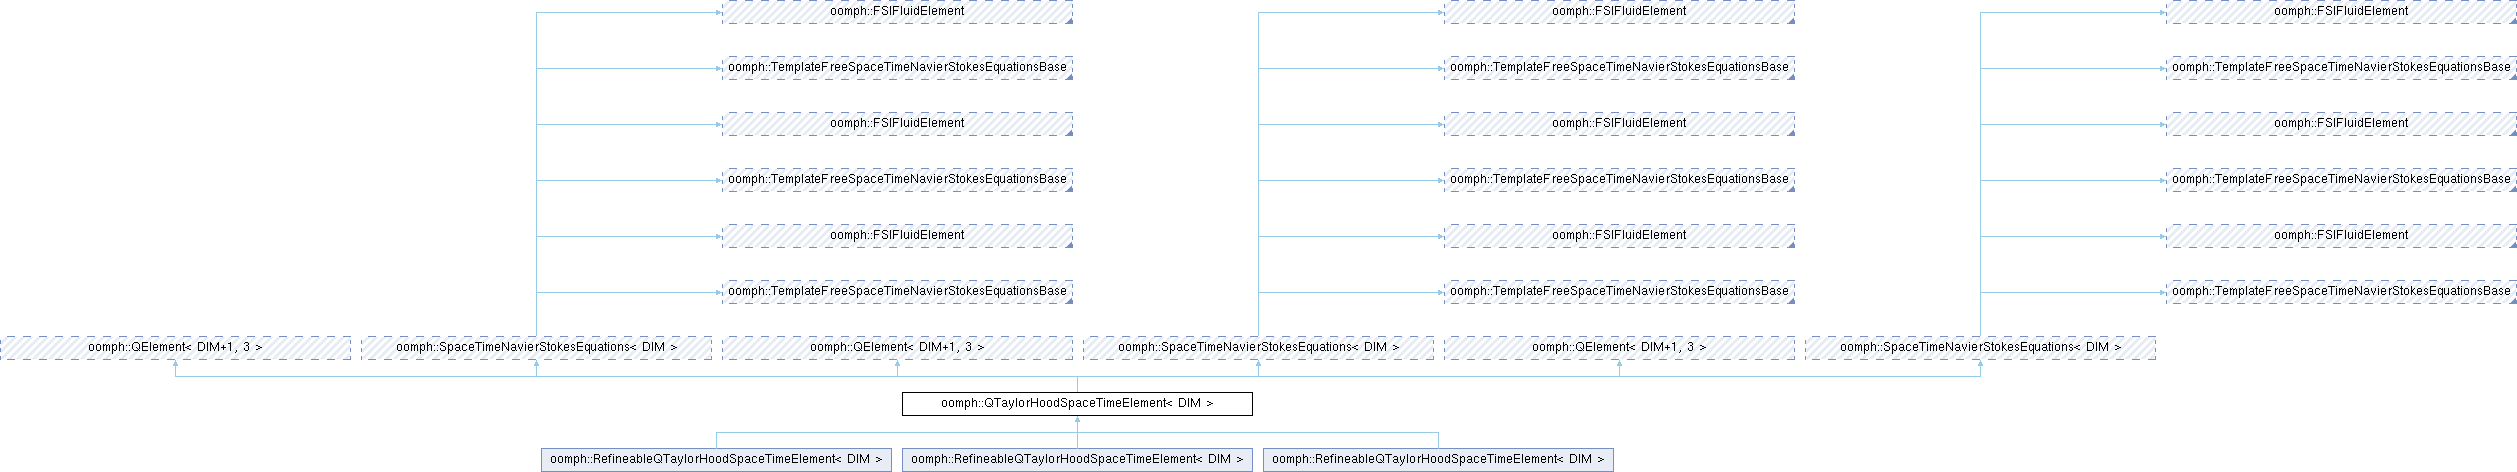 oomph::FSIFluidElement
oomph::FSIFluidElement
oomph::FSIFluidElement
oomph::TemplateFreeSpaceTimeNavierStokesEquationsBase
oomph::TemplateFreeSpaceTimeNavierStokesEquationsBase
oomph::TemplateFreeSpaceTimeNavierStokesEquationsBase
oomph::FSIFluidElement
oomph::FSIFluidElement
oomph::FSIFluidElement
oomph::TemplateFreeSpaceTimeNavierStokesEquationsBase
oomph::TemplateFreeSpaceTimeNavierStokesEquationsBase
oomph::TemplateFreeSpaceTimeNavierStokesEquationsBase
oomph::FSIFluidElement
oomph::FSIFluidElement
oomph::FSIFluidElement
oomph::TemplateFreeSpaceTimeNavierStokesEquationsBase
oomph::TemplateFreeSpaceTimeNavierStokesEquationsBase
oomph::TemplateFreeSpaceTimeNavierStokesEquationsBase
oomph::QElement< DIM+1, 3 >
oomph::SpaceTimeNavierStokesEquations< DIM >
oomph::QElement< DIM+1, 3 >
oomph::SpaceTimeNavierStokesEquations< DIM >
oomph::QElement< DIM+1, 3 >
oomph::SpaceTimeNavierStokesEquations< DIM >
oomph::QTaylorHoodSpaceTimeElement< DIM >
oomph::RefineableQTaylorHoodSpaceTimeElement< DIM >
oomph::RefineableQTaylorHoodSpaceTimeElement< DIM >
oomph::RefineableQTaylorHoodSpaceTimeElement< DIM >